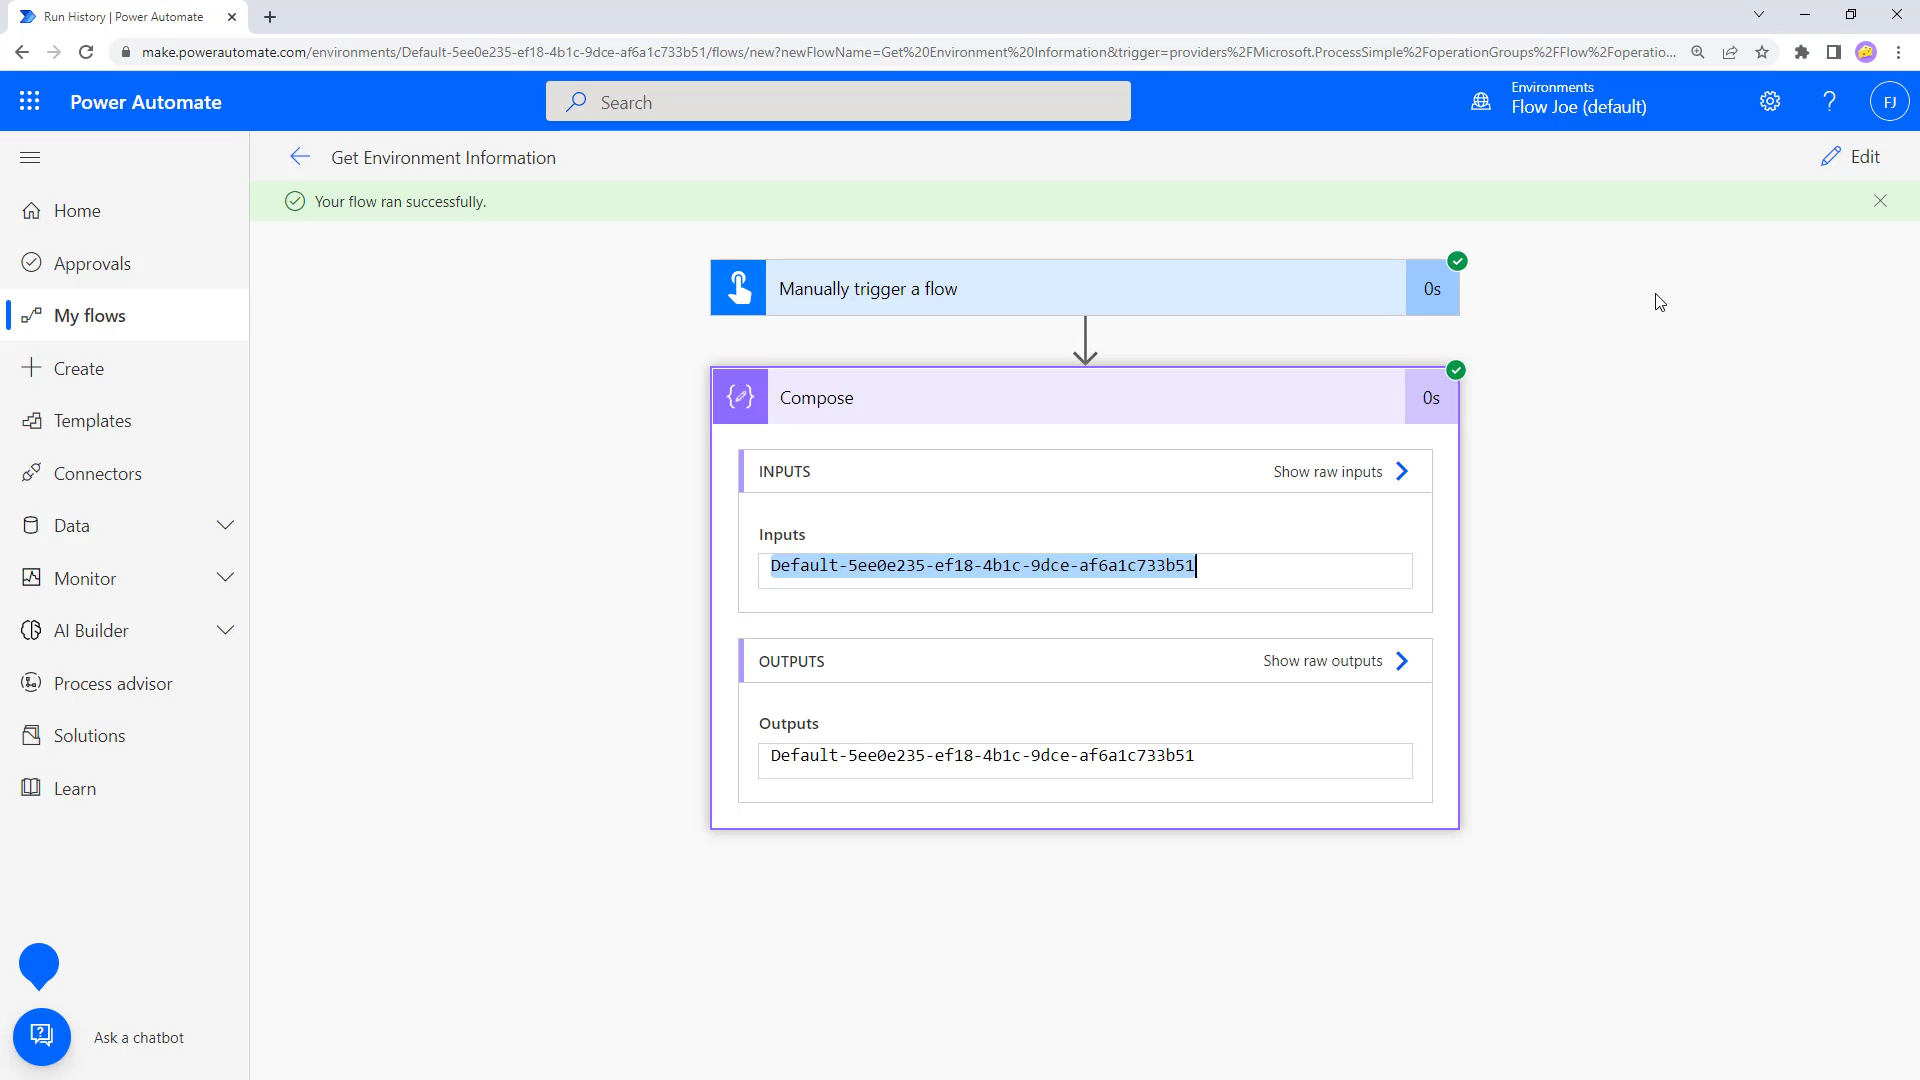 Run History | Power Automate
make.powerautomate.com/environments/Default-5ee0e235-ef18-4b1c-9dce-af6a1c733b51/flows/new?newFlowName=Get%20Environment%20Information&trigger=providers%2FMicrosoft.ProcessSimple%2FoperationGroups%2FFlow%2Foperatio...
Power Automate
Search
Environments
Flow Joe (default)
?
FJ
Get Environment Information
Edit
Your flow ran successfully.
Home
Approvals
My flows
Create
Templates
Connectors
Data
Monitor
AI Builder
Process advisor
Solutions
Learn
Ask a chatbot
Manually trigger a flow
0s
Compose
0s
INPUTS
Show raw inputs
Inputs
Default-5ee0e235-ef18-4b1c-9dce-af6a1c733b51
OUTPUTS
Show raw outputs
Outputs
Default-5ee0e235-ef18-4b1c-9dce-af6a1c733b51